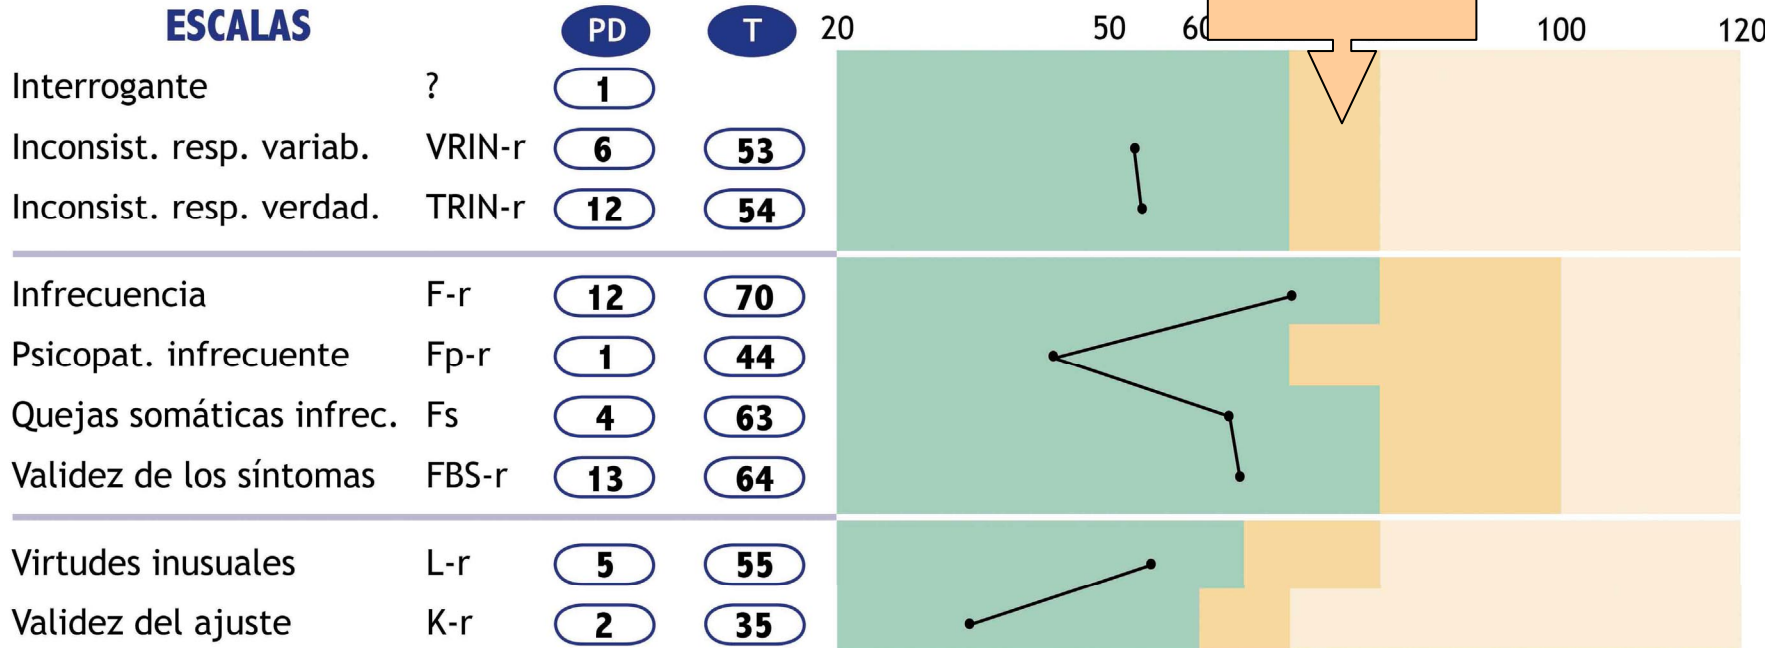 ESCALAS PD T 20 50 60 100 120
Interrogante ? 1
Inconsist. resp. variab. VRIN-r 6 53
Inconsist. resp. verdad. TRIN-r 12 54
Infrecuencia F-r 12 70
Psicopat. infrecuente Fp-r 1 44
Quejas somáticas infrec. Fs 4 63
Validez de los síntomas FBS-r 13 64
Virtudes inusuales L-r 5 55
Validez del ajuste K-r 2 35